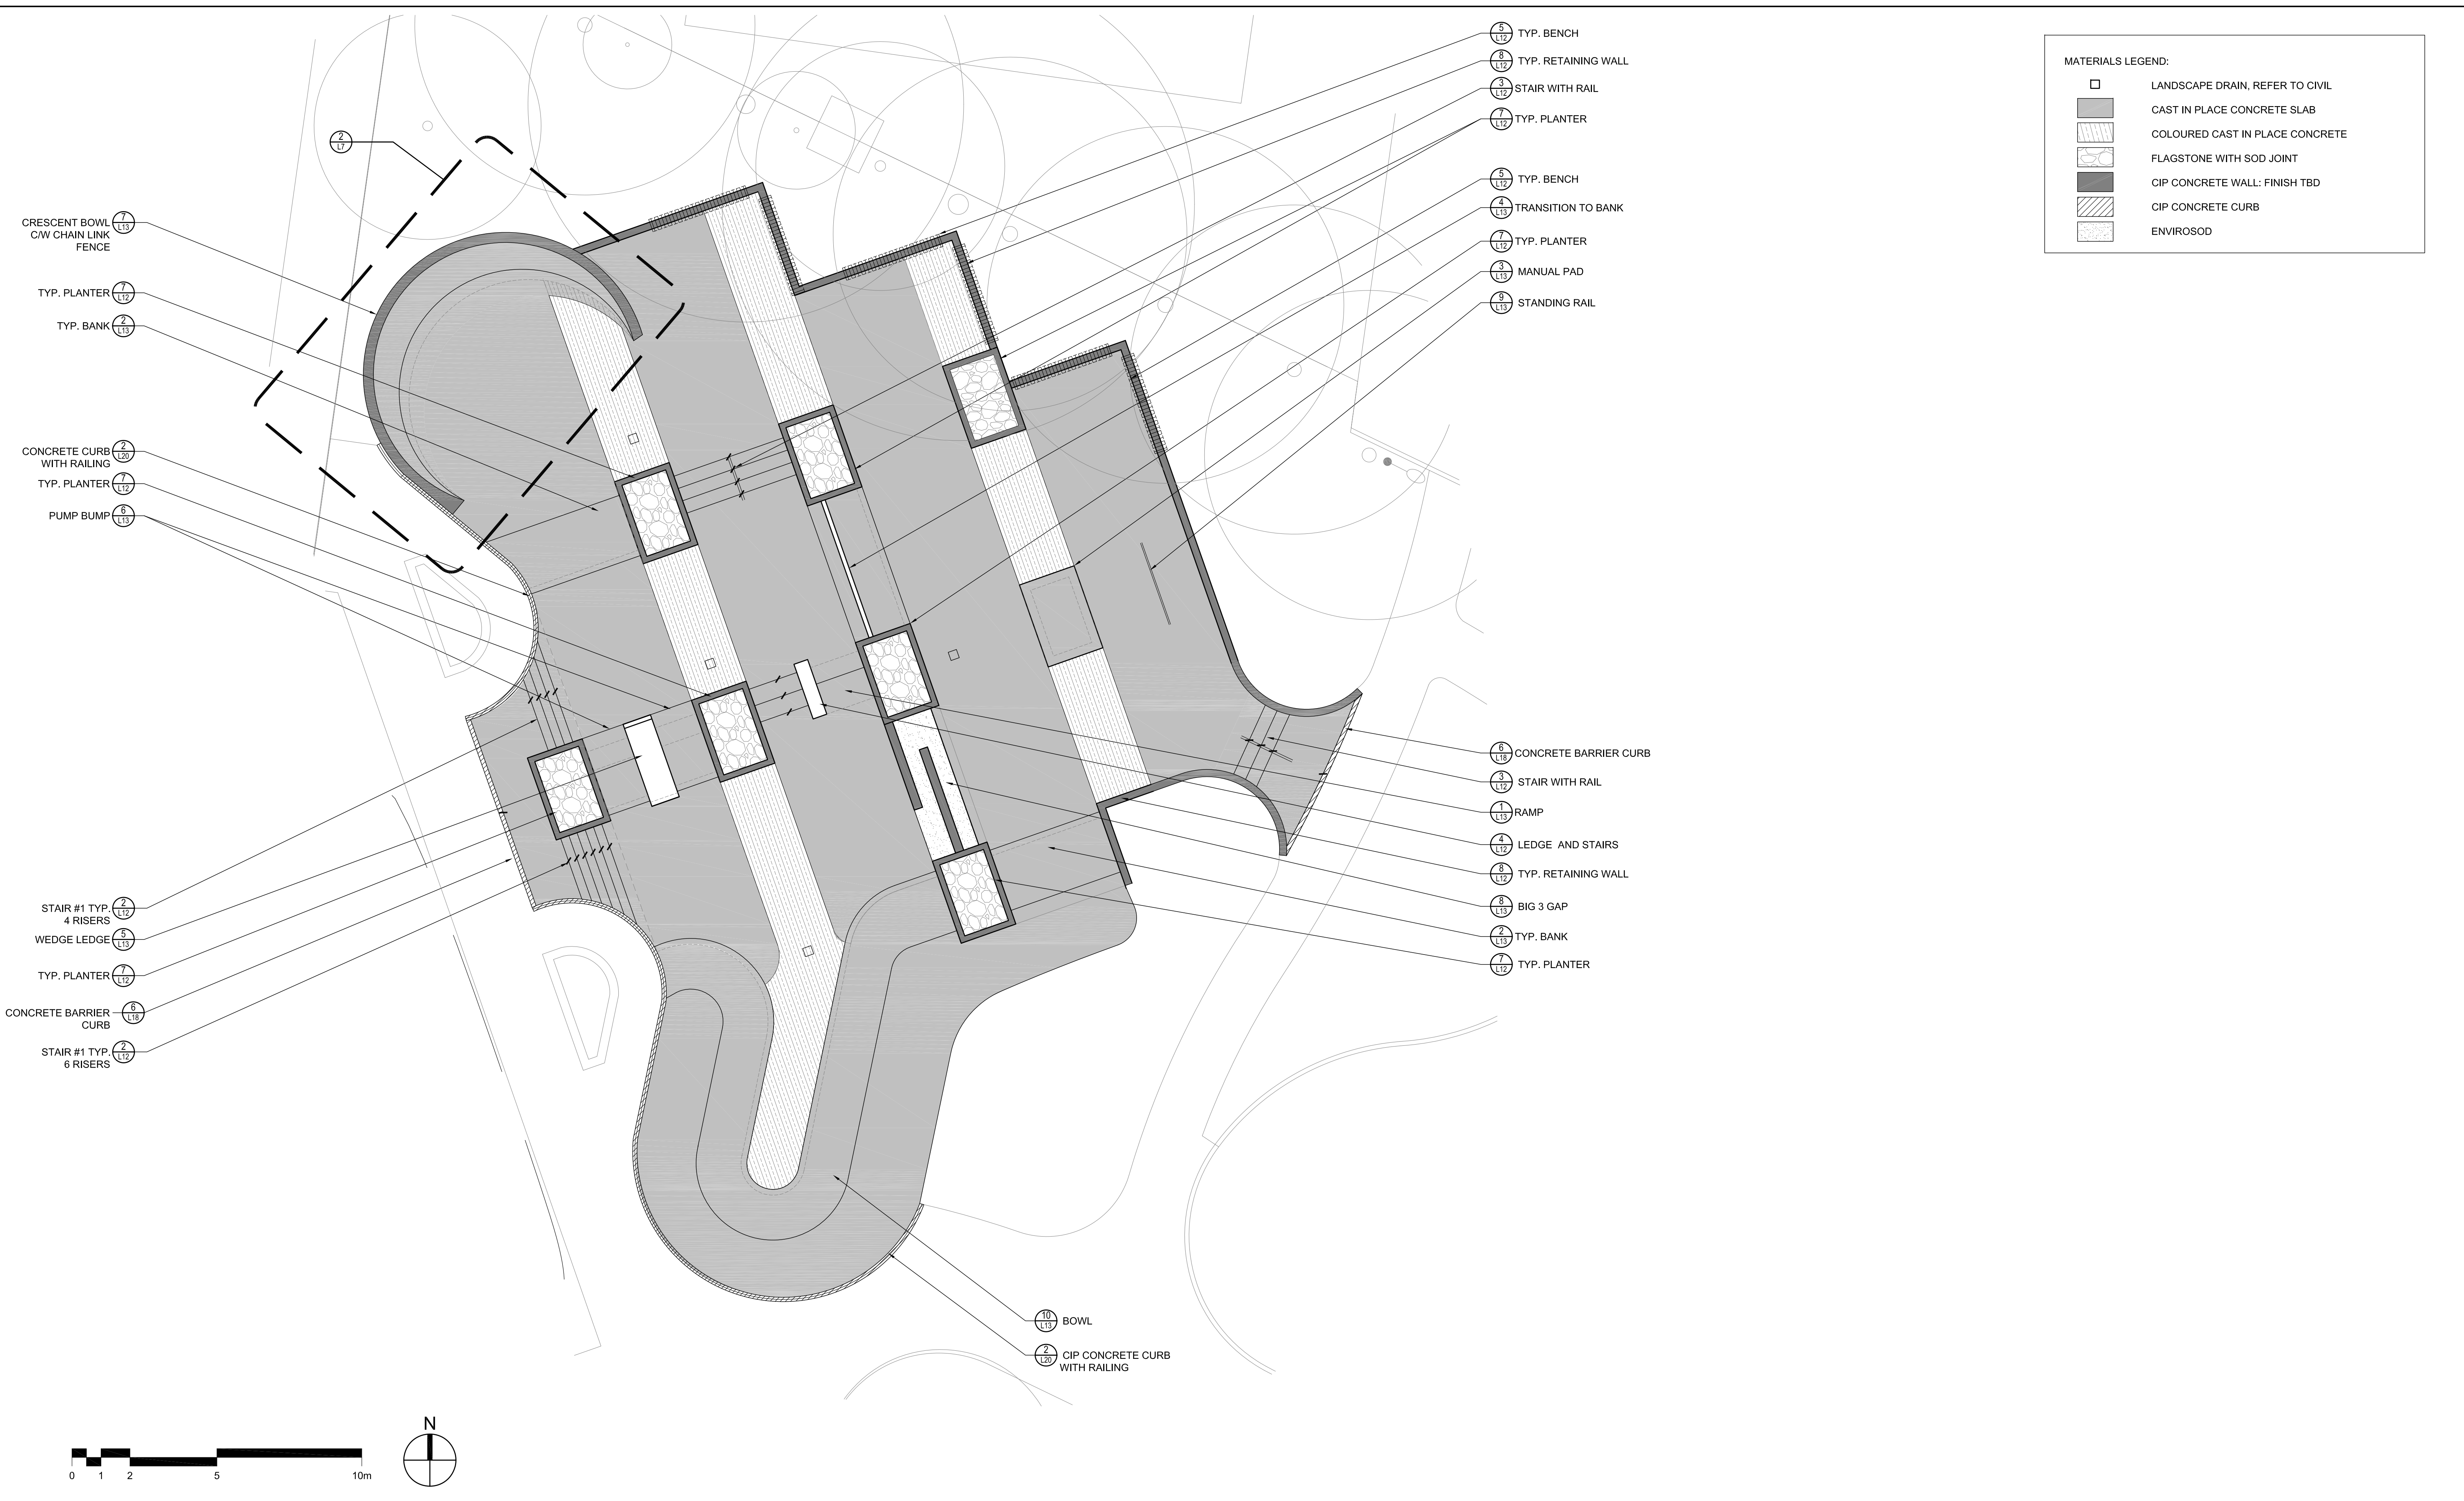 5
L12 TYP. BENCH
8
L12 TYP. RETAINING WALL
3
L12 STAIR WITH RAIL
7
L12 TYP. PLANTER
5
L12 TYP. BENCH
4
L13 TRANSITION TO BANK
7
L12 TYP. PLANTER
3
L13 MANUAL PAD
9
L13 STANDING RAIL
MATERIALS LEGEND:
LANDSCAPE DRAIN, REFER TO CIVIL
CAST IN PLACE CONCRETE SLAB
COLOURED CAST IN PLACE CONCRETE
FLAGSTONE WITH SOD JOINT
CIP CONCRETE WALL: FINISH TBD
CIP CONCRETE CURB
ENVIROSOD
2
L7
CRESCENT BOWL 7
C/W CHAIN LINK L13
FENCE
TYP. PLANTER 7
L12
TYP. BANK 2
L13
CONCRETE CURB 2
WITH RAILING L20
TYP. PLANTER 7
L12
PUMP BUMP 6
L13
STAIR #1 TYP. 2
4 RISERS L12
WEDGE LEDGE 5
L13
TYP. PLANTER 7
L12
CONCRETE BARRIER 6
CURB L18
STAIR #1 TYP. 2
6 RISERS L12
6
L18 CONCRETE BARRIER CURB
3
L12 STAIR WITH RAIL
1
L13 RAMP
4
L12 LEDGE AND STAIRS
8
L12 TYP. RETAINING WALL
8
L13 BIG 3 GAP
2
L13 TYP. BANK
7
L12 TYP. PLANTER
10
L13 BOWL
2
L20 CIP CONCRETE CURB
WITH RAILING
N
0 1 2 5 10m